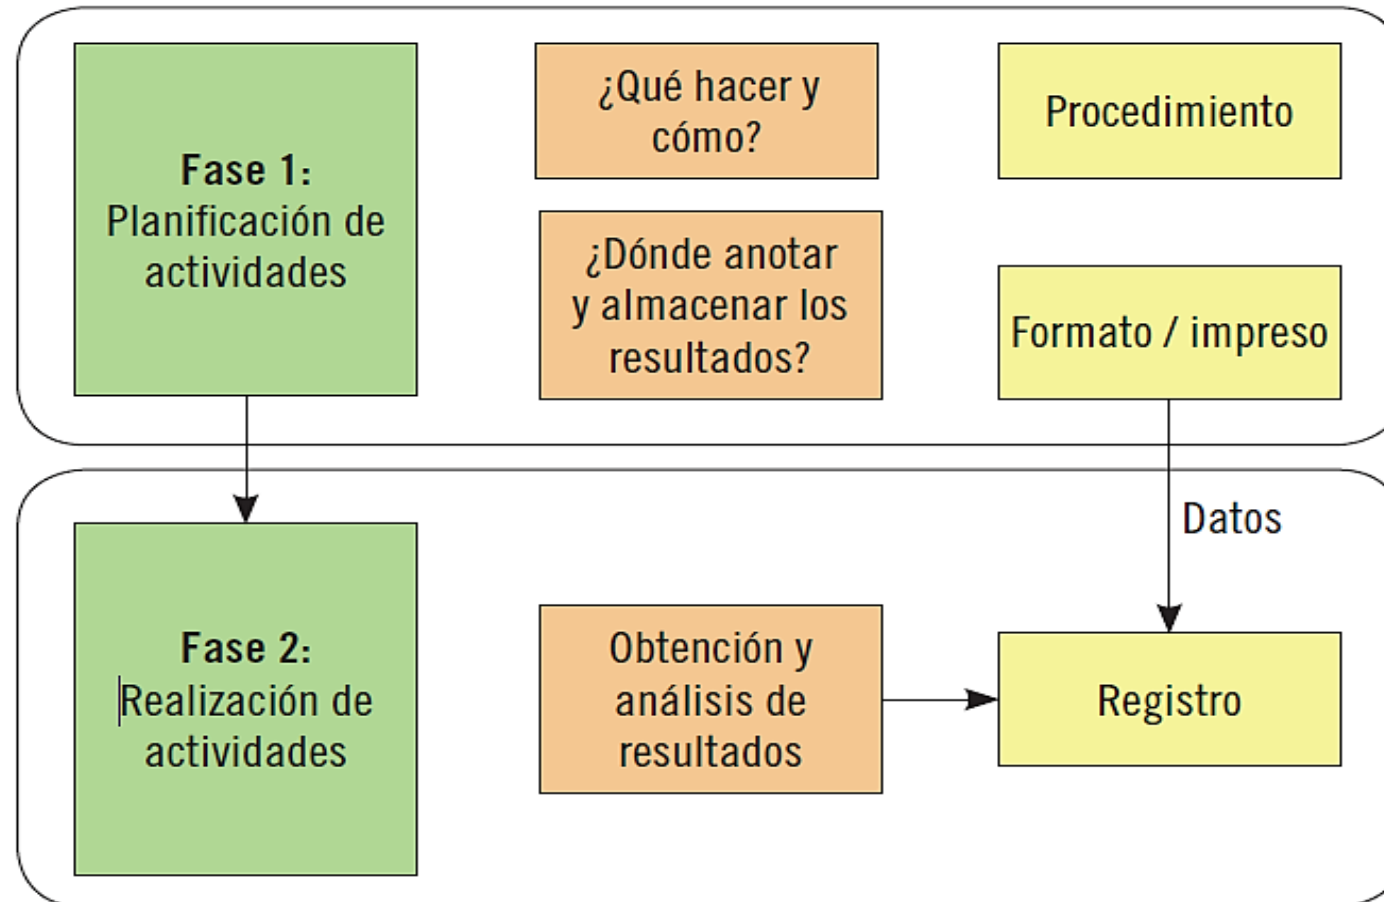 Fase 1:
Planificación de
actividades
¿Qué hacer y
cómo?
Procedimiento
¿Dónde anotar
y almacenar los
resultados?
Formato / impreso
Datos
Fase 2:
Realización de
actividades
Obtención y
análisis de
resultados
Registro